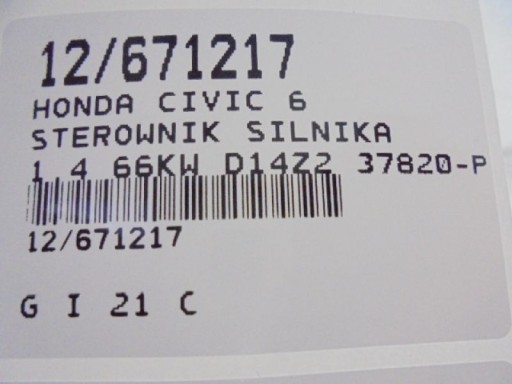 12/671217
HONDA CIVIC 6
STEROWNIK SILNIKA
1.4 66KW D14Z2 37820-P
12/671217
G I 21 C